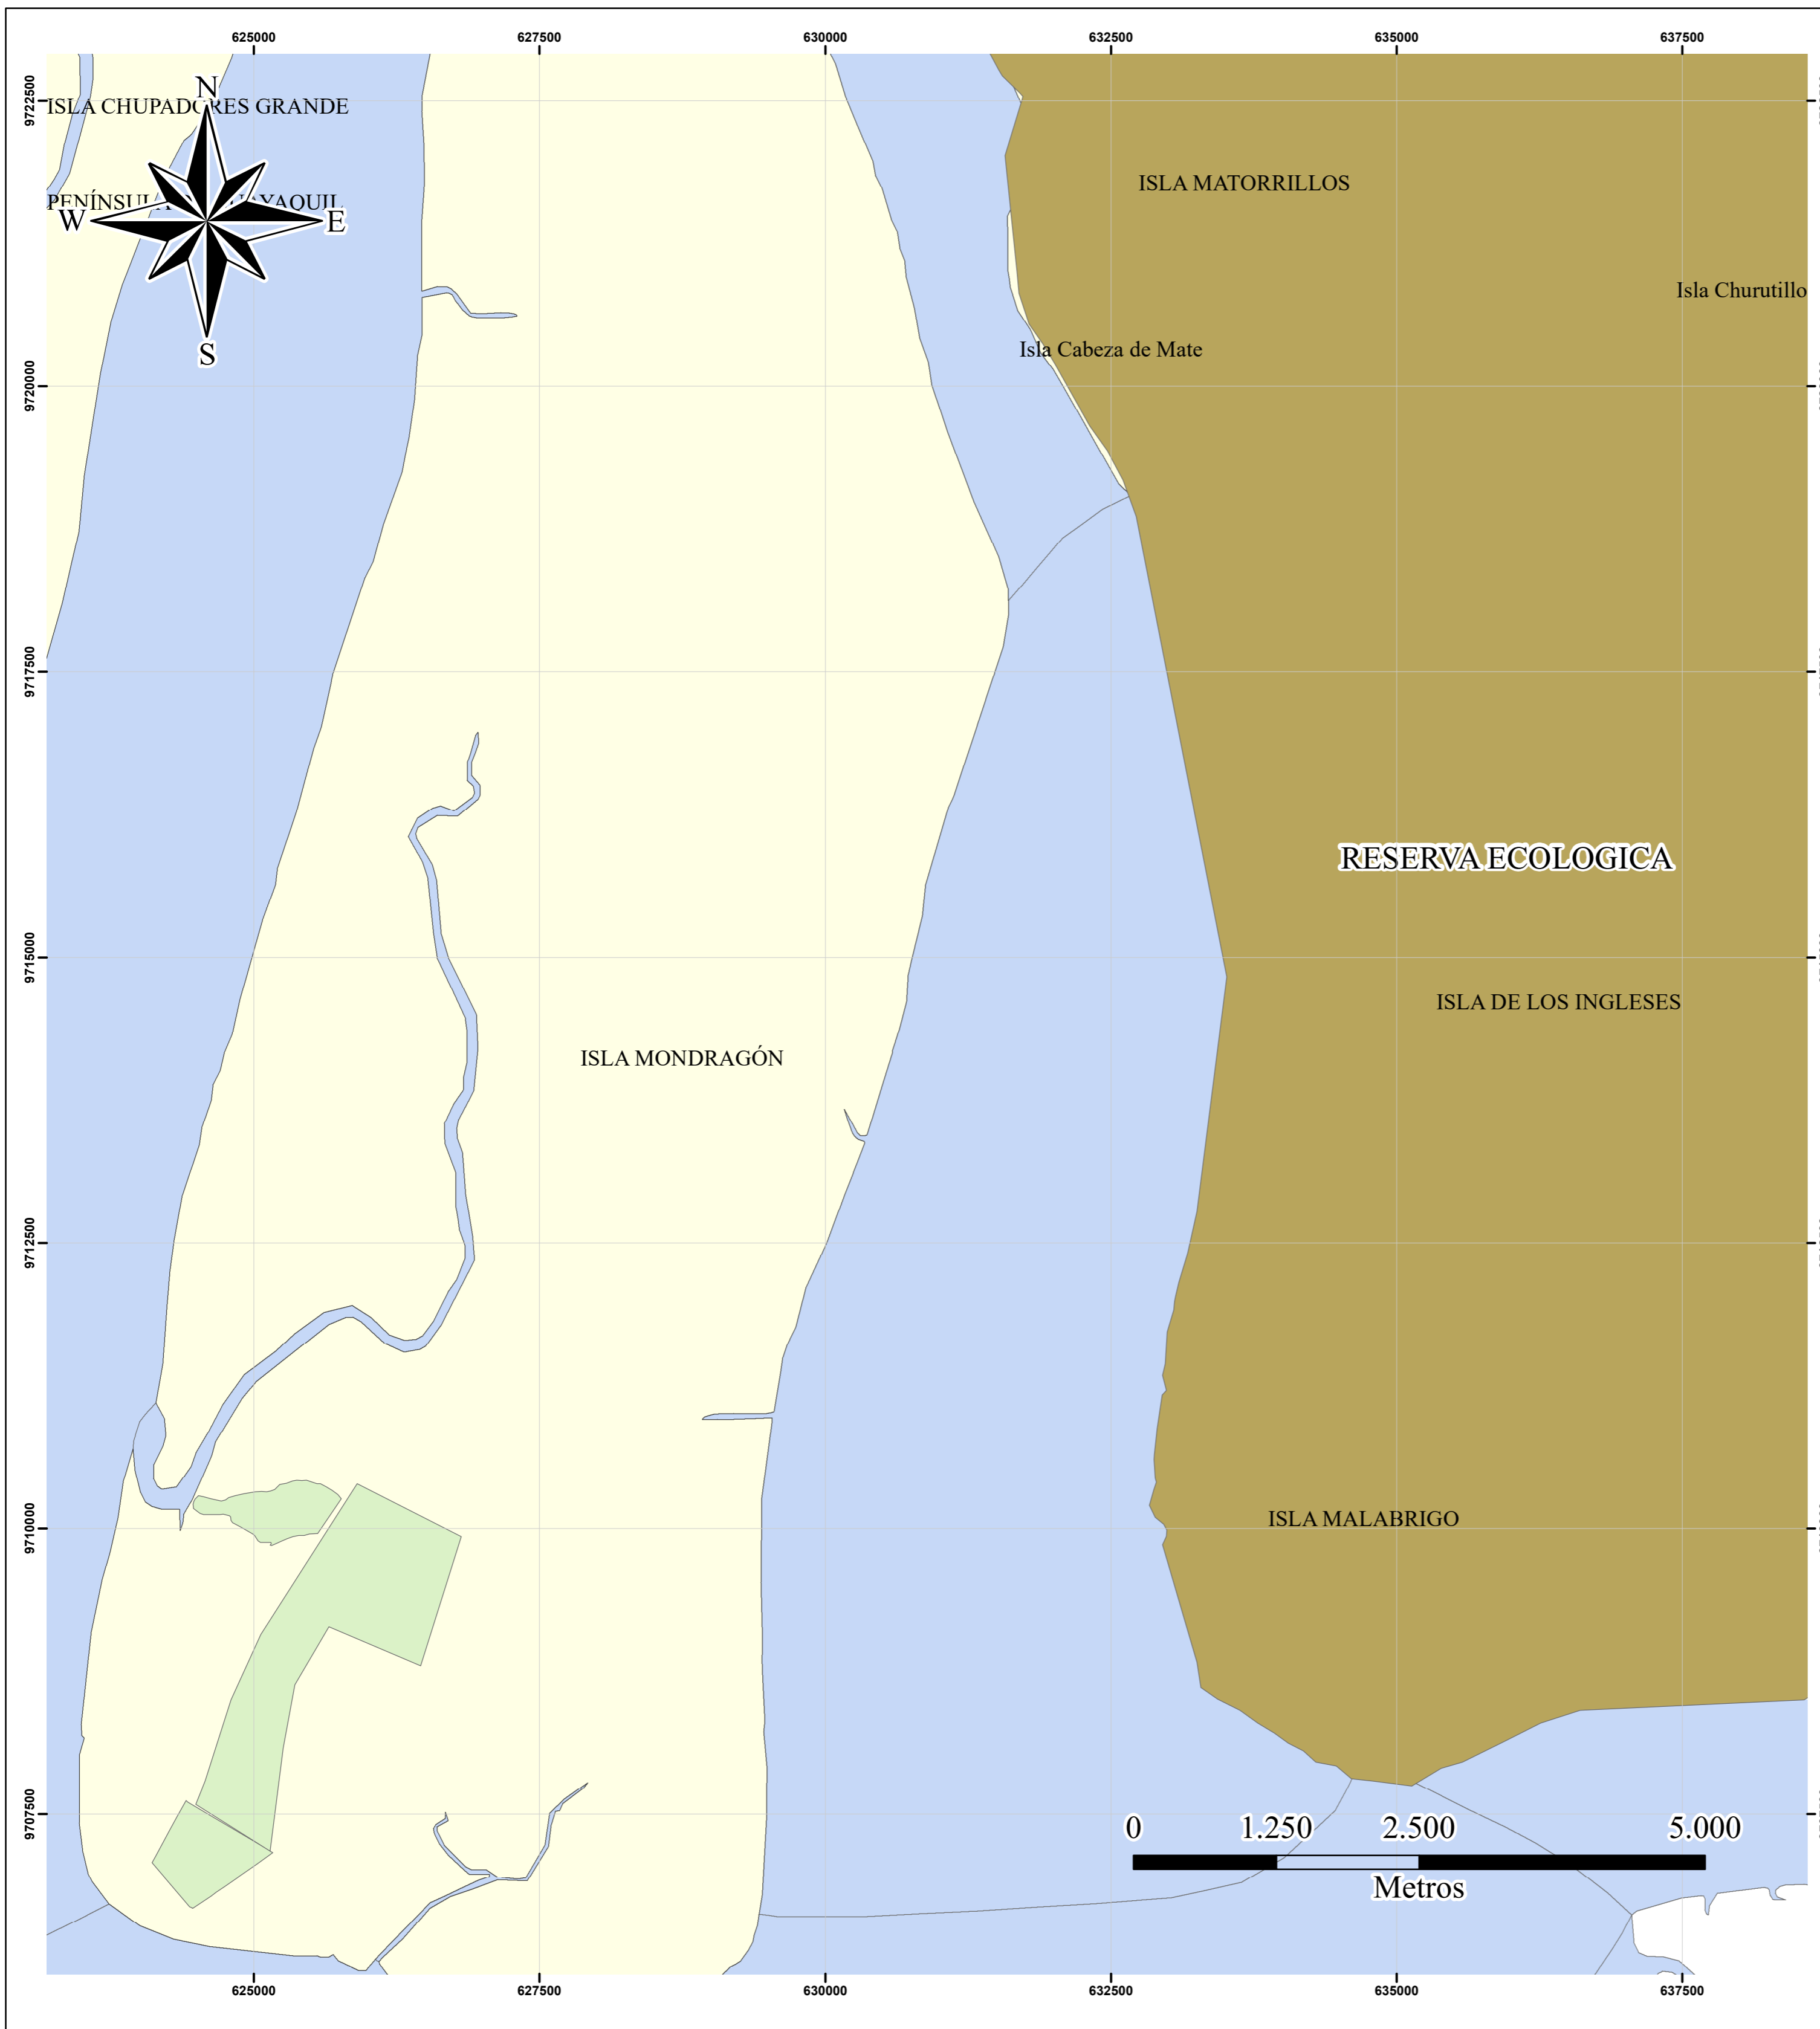 625000 627500 630000 632500 635000 637500
9722500
N
ISLA CHUPADORES GRANDE
ISLA MATORRILLOS
W
E
Isla Churutillo
Isla Cabeza de Mate
S
9720000
9717500
RESERVA ECOLOGICA
9715000
ISLA DE LOS INGLESES
ISLA MONDRAGÓN
9712500
ISLA MALABRIGO
9710000
9707500
0 1.250 2.500 5.000
Metros
625000 627500 630000 632500 635000 637500